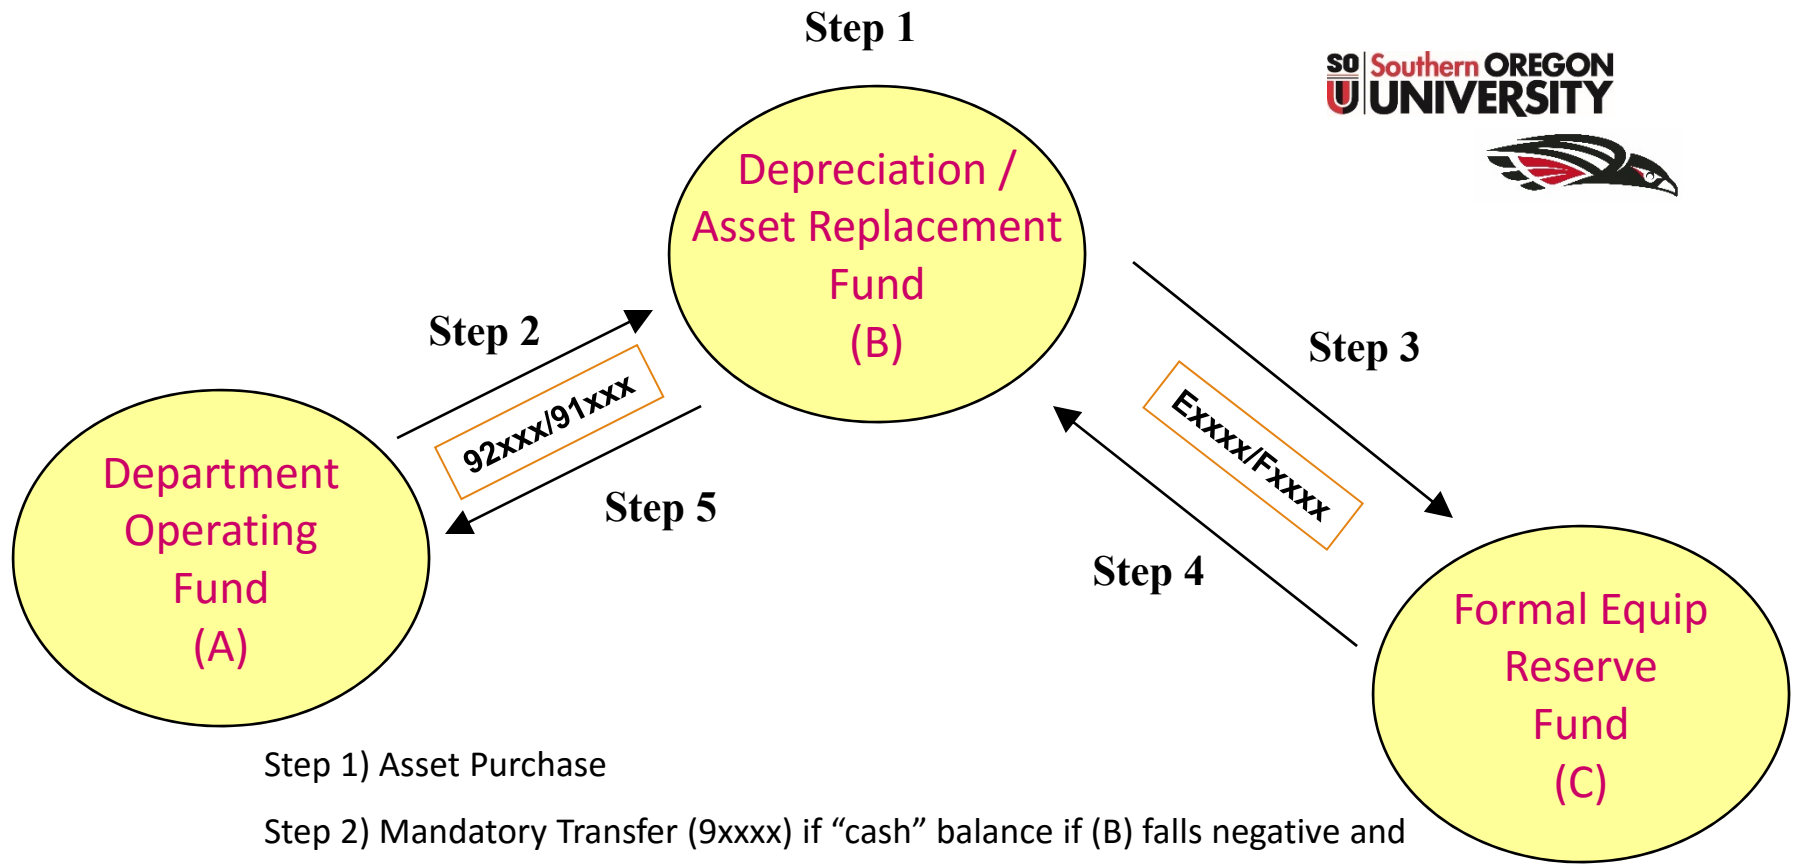 Step 1
SO
U
Southern OREGON
UNIVERSITY
Depreciation /
Asset Replacement
Fund
(B)
Step 2
92xxx/91xxx
Step 5
Step 3
Exxxx/Fxxxx
Step 4
Department
Operating
Fund
(A)
Formal Equip
Reserve
Fund
(C)
Step 1) Asset Purchase
Step 2) Mandatory Transfer (9xxxx) if “cash” balance if (B) falls negative and